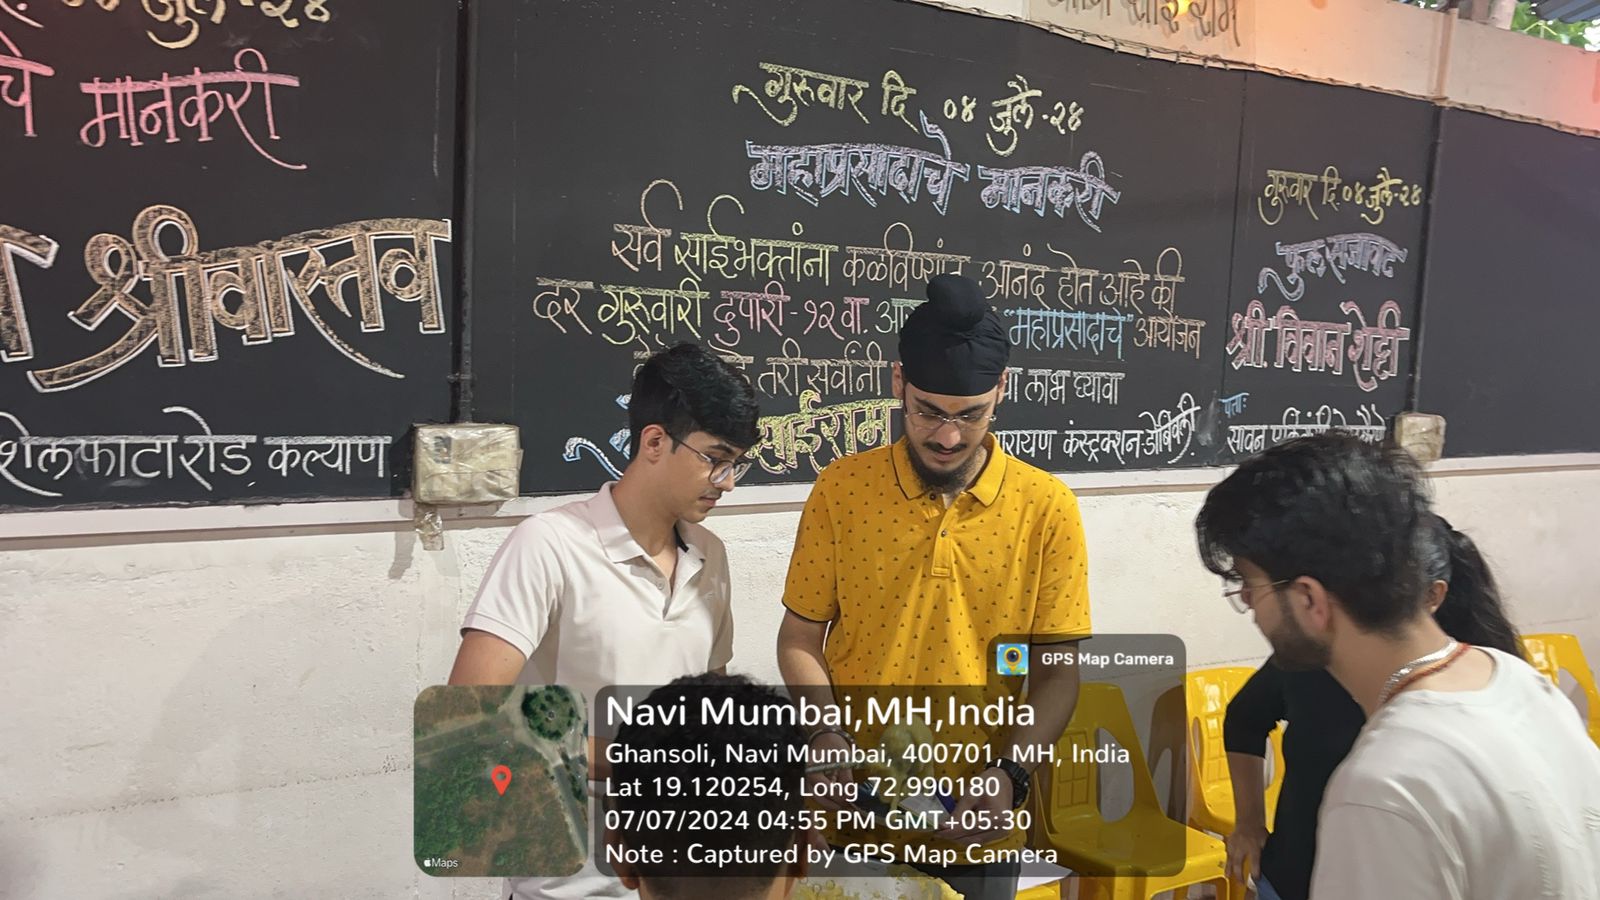 ०४ जुलै-२४
चे मानकरी
श्रीवास्तव
शिलफाटा रोड़ कल्याण
गुरूवार दि. ०४ जुलै-२४
महाप्रसादाचे मानकरी
सर्व साईभक्तांना कळविण्यांत आनंद होत आहे की
दर गुरूवारी दुपारी-१२ वा. "महाप्रसादाचे" आयोजन
तरी सर्वांनी लाभ घ्यावा
साईराम
कंस्ट्रक्शन-डोंबिवली.
गुरूवार दि. ०४ जुलै-२४
फुल सजावट
श्री. विवान शेट्टी
पत्ता:
सावन
GPS Map Camera
Navi Mumbai,MH,India
Ghansoli, Navi Mumbai, 400701, MH, India
Lat 19.120254, Long 72.990180
07/07/2024 04:55 PM GMT+05:30
Note : Captured by GPS Map Camera
Maps